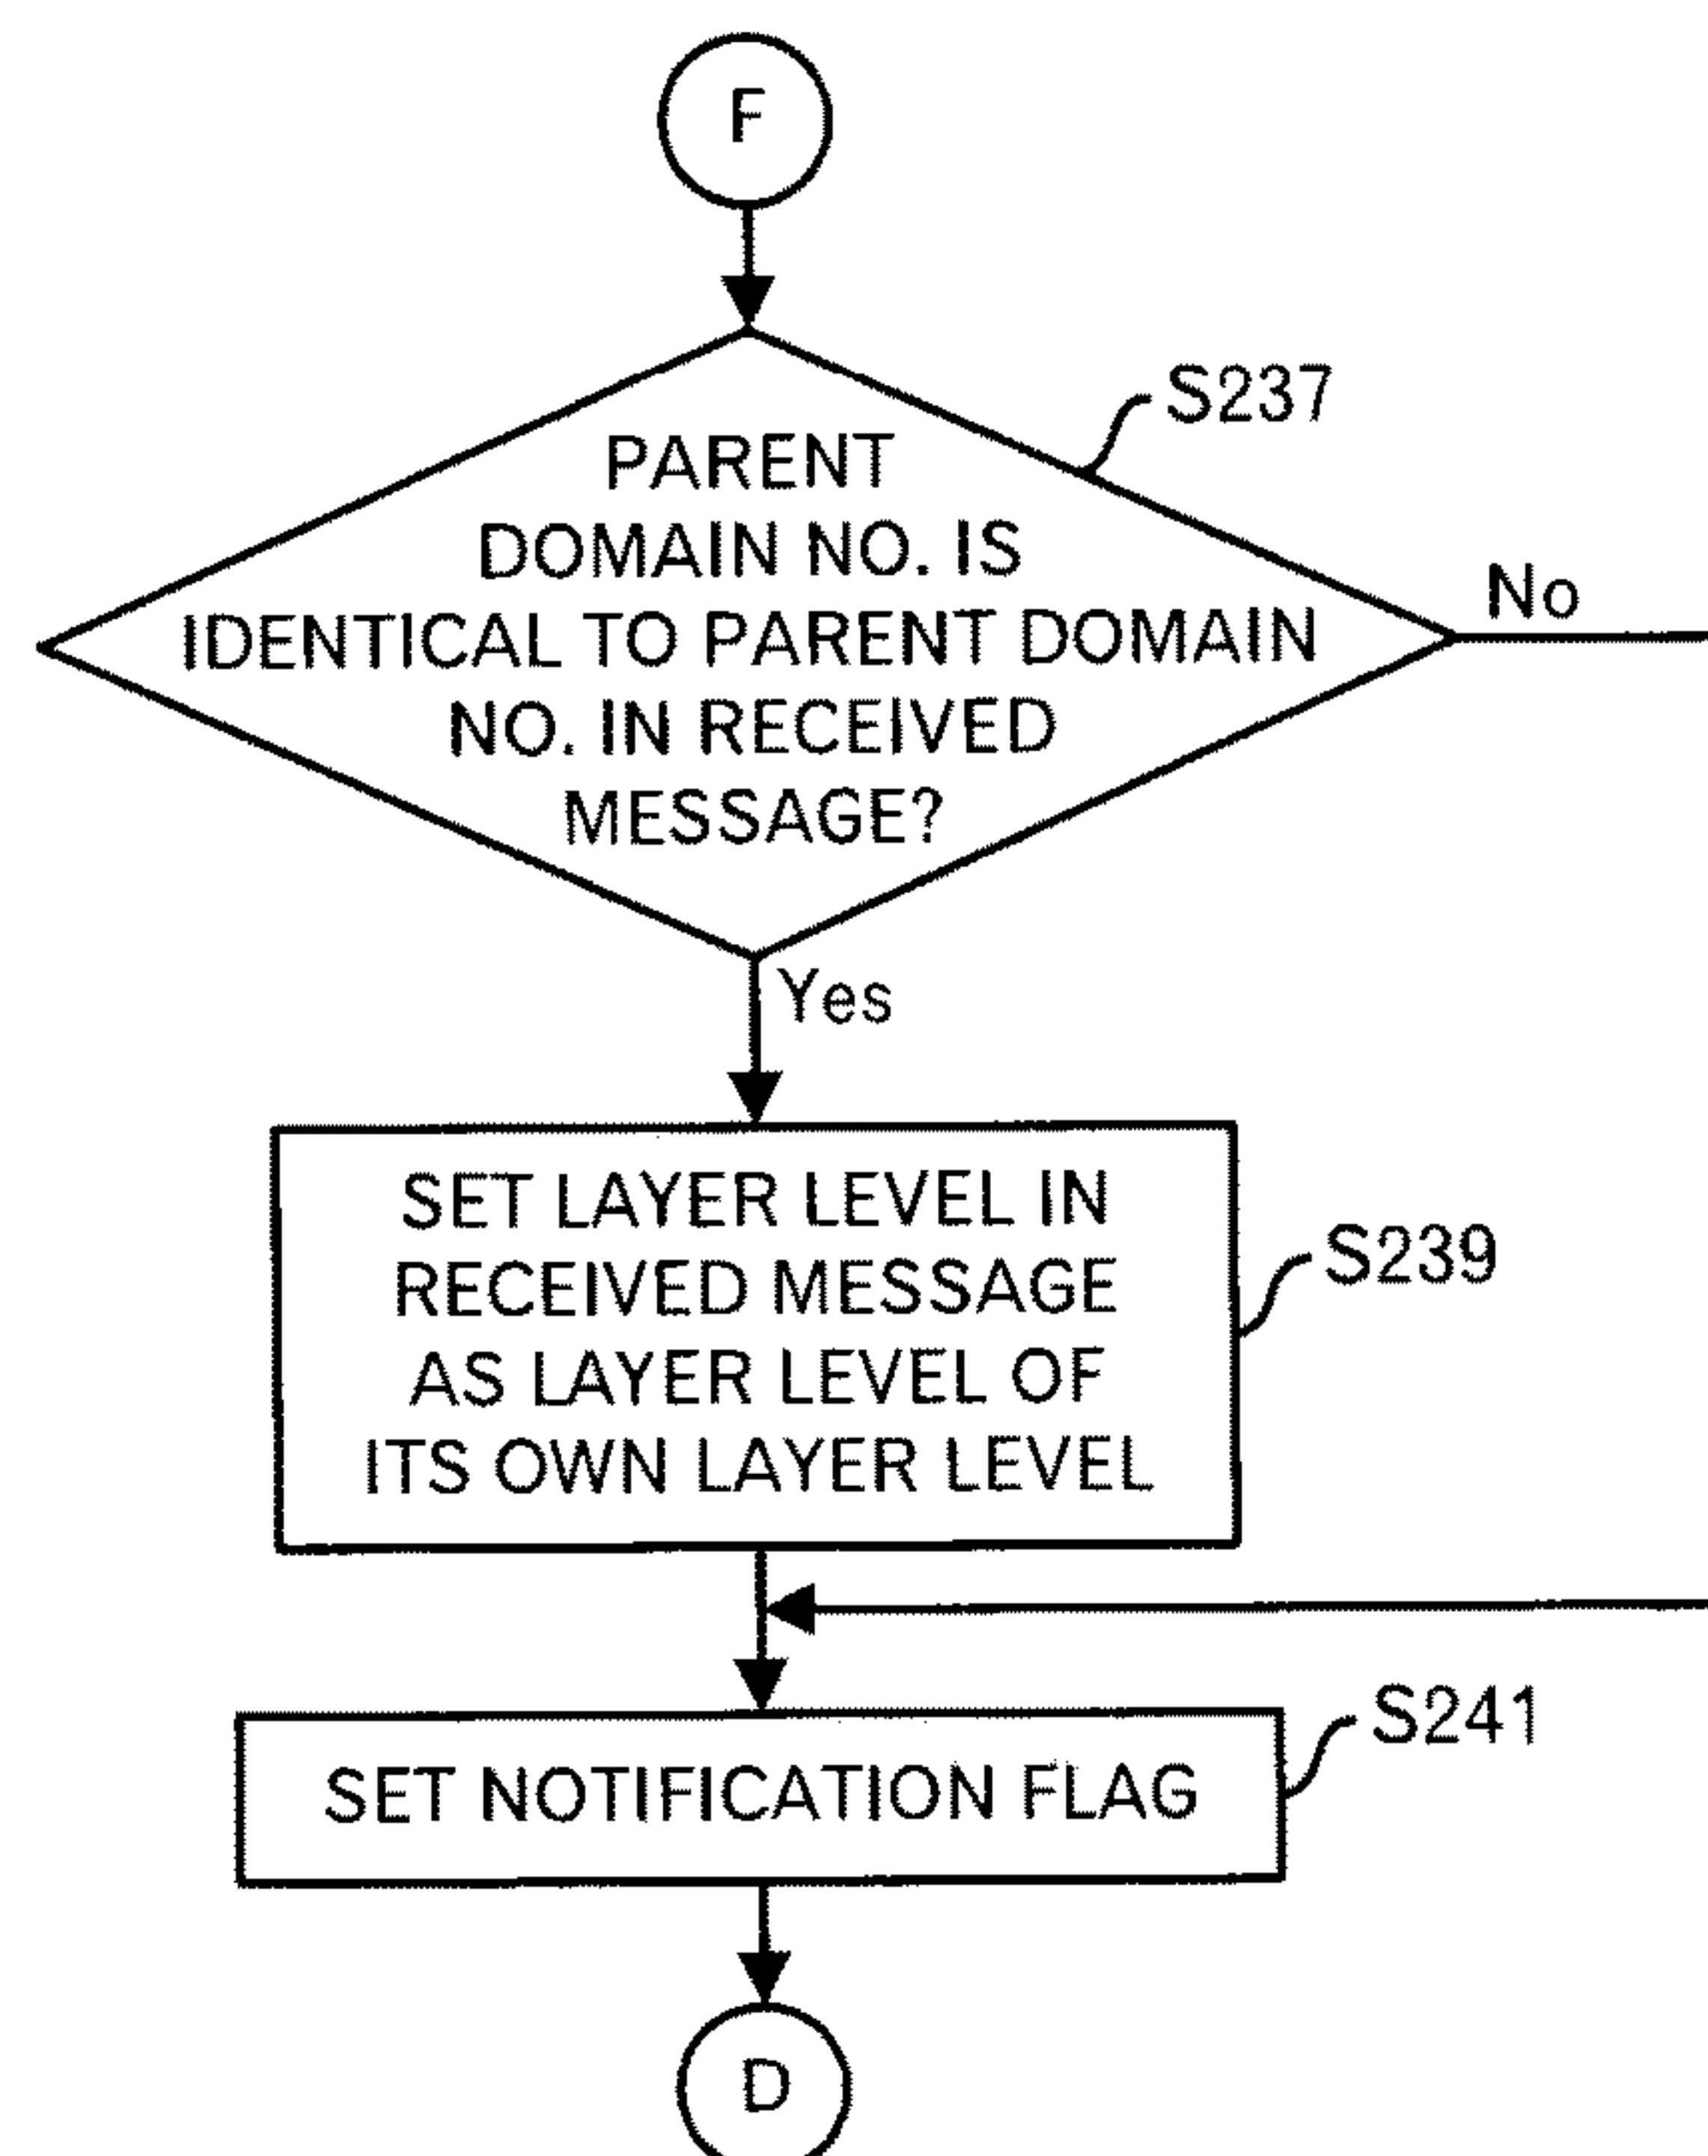 F
S237
PARENT
DOMAIN NO. IS
IDENTICAL TO PARENT DOMAIN
NO. IN RECEIVED
MESSAGE?
No
Yes
SET LAYER LEVEL IN
RECEIVED MESSAGE
AS LAYER LEVEL OF
ITS OWN LAYER LEVEL
S239
S241
SET NOTIFICATION FLAG
D